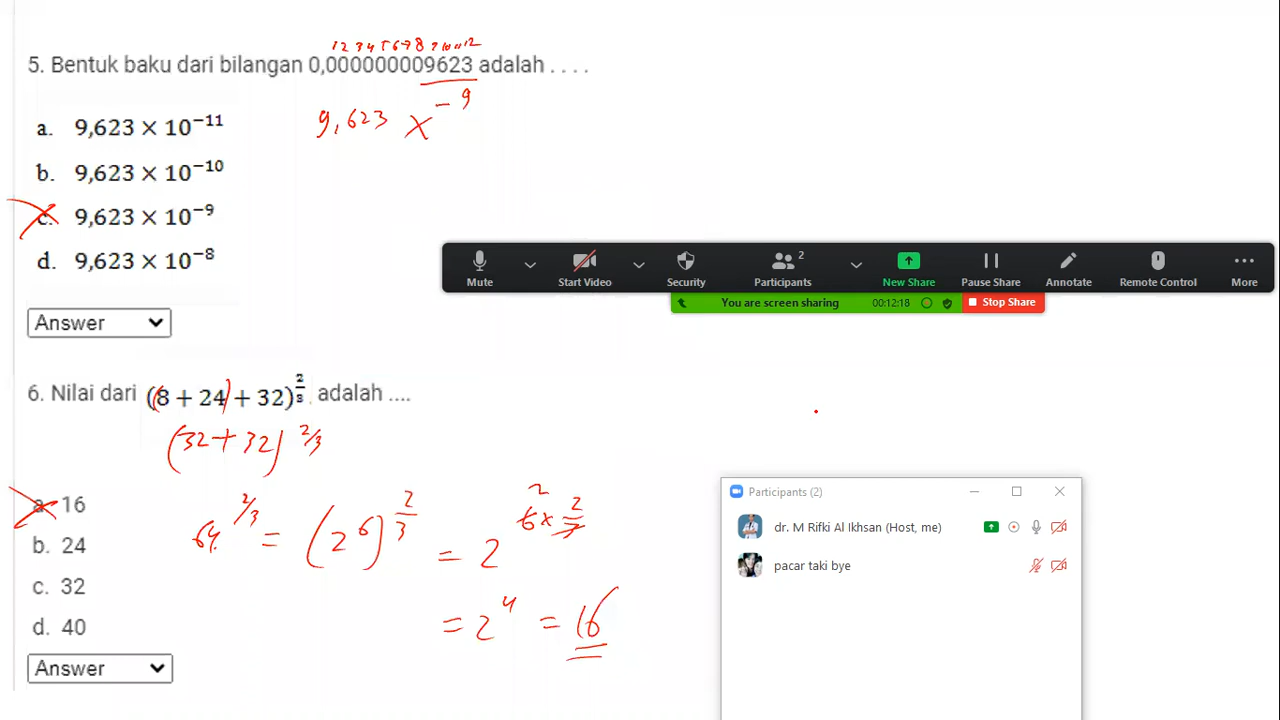 1 2 3 4 5 6 7 8 9 10 11 12
5. Bentuk baku dari bilangan 0,000000009623 adalah . . . .
9,623 × ⁻⁹
a. 9,623 × 10⁻¹¹
b. 9,623 × 10⁻¹⁰
c. 9,623 × 10⁻⁹
d. 9,623 × 10⁻⁸
Mute
Start Video
Security
Participants 2
New Share
Pause Share
Annotate
Remote Control
More
You are screen sharing 00:12:18 Stop Share
Answer
6. Nilai dari ((8 + 24) + 32)^(2/3) adalah ....
(32 + 32)^2/3
64^2/3 = (2⁶)^(2/3) = 2^(6 × 2/3) 2
= 2⁴ = 16
a. 16
b. 24
c. 32
d. 40
Answer
Participants (2)
dr. M Rifki Al Ikhsan (Host, me)
pacar taki bye